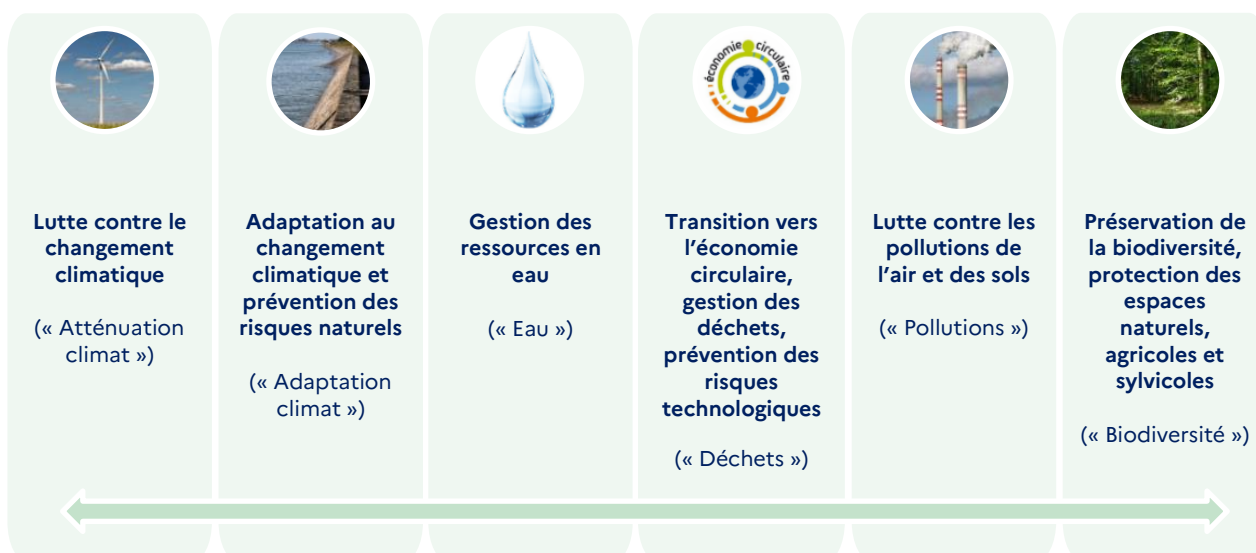 économie circulaire
Lutte contre le
changement
climatique
(« Atténuation
climat »)
Adaptation au
changement
climatique et
prévention des
risques naturels
(« Adaptation
climat »)
Gestion des
ressources en
eau
(« Eau »)
Transition vers
l’économie
circulaire,
gestion des
déchets,
prévention des
risques
technologiques
(« Déchets »)
Lutte contre les
pollutions de
l’air et des sols
(« Pollutions »)
Préservation de
la biodiversité,
protection des
espaces
naturels,
agricoles et
sylvicoles
(« Biodiversité »)